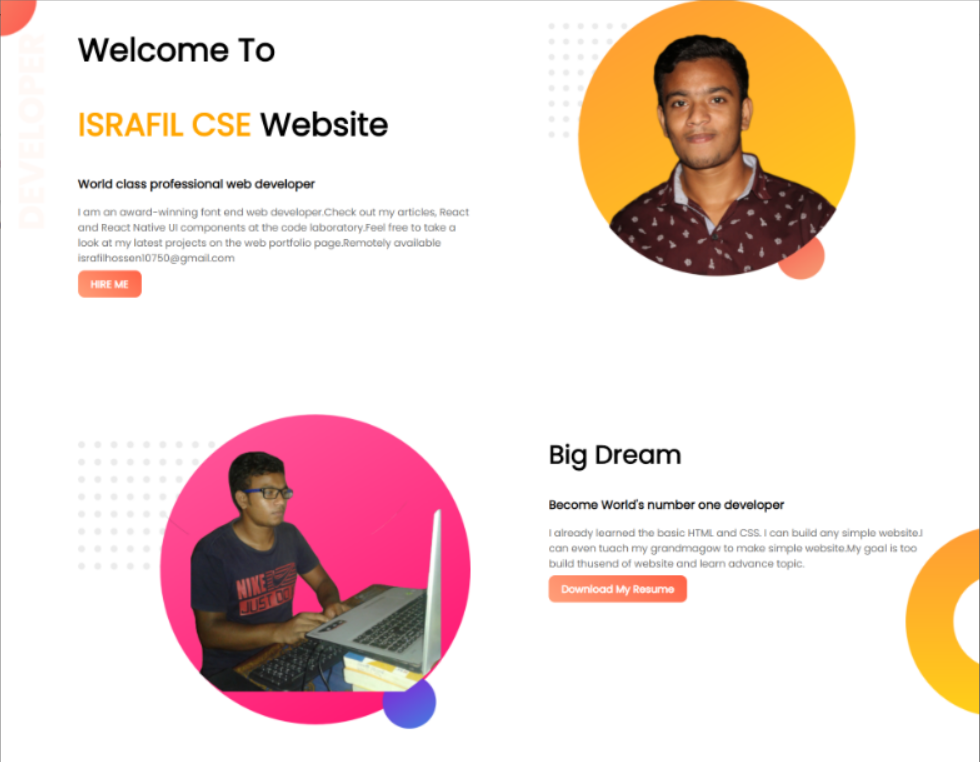 DEVELOPER
Welcome To
ISRAFIL CSE Website
World class professional web developer
I am an award-winning font end web developer.Check out my articles, React
and React Native UI components at the code laboratory.Feel free to take a
look at my latest projects on the web portfolio page.Remotely available
israfilhossen10750@gmail.com
HIRE ME
NIKE
JUST DO
Big Dream
Become World's number one developer
I already learned the basic HTML and CSS. I can build any simple website.I
can even tuach my grandmagow to make simple website.My goal is too
build thusend of website and learn advance topic.
Download My Resume